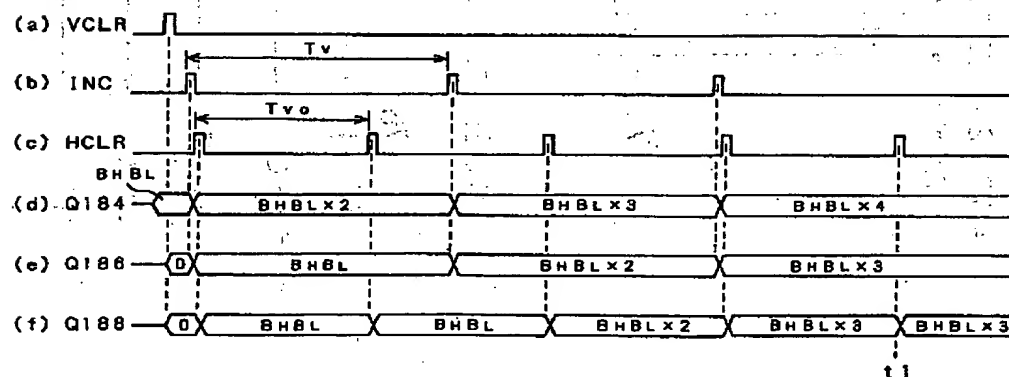 (a) VCLR
Tv
(b) INC
Tvo
(c) HCLR
BHBL
(d) Q184 BHBL×2 BHBL×3 BHBL×4
(e) Q186 0 BHBL BHBL×2 BHBL×3
(f) Q188 0 BHBL BHBL BHBL×2 BHBL×3 BHBL×3
t1